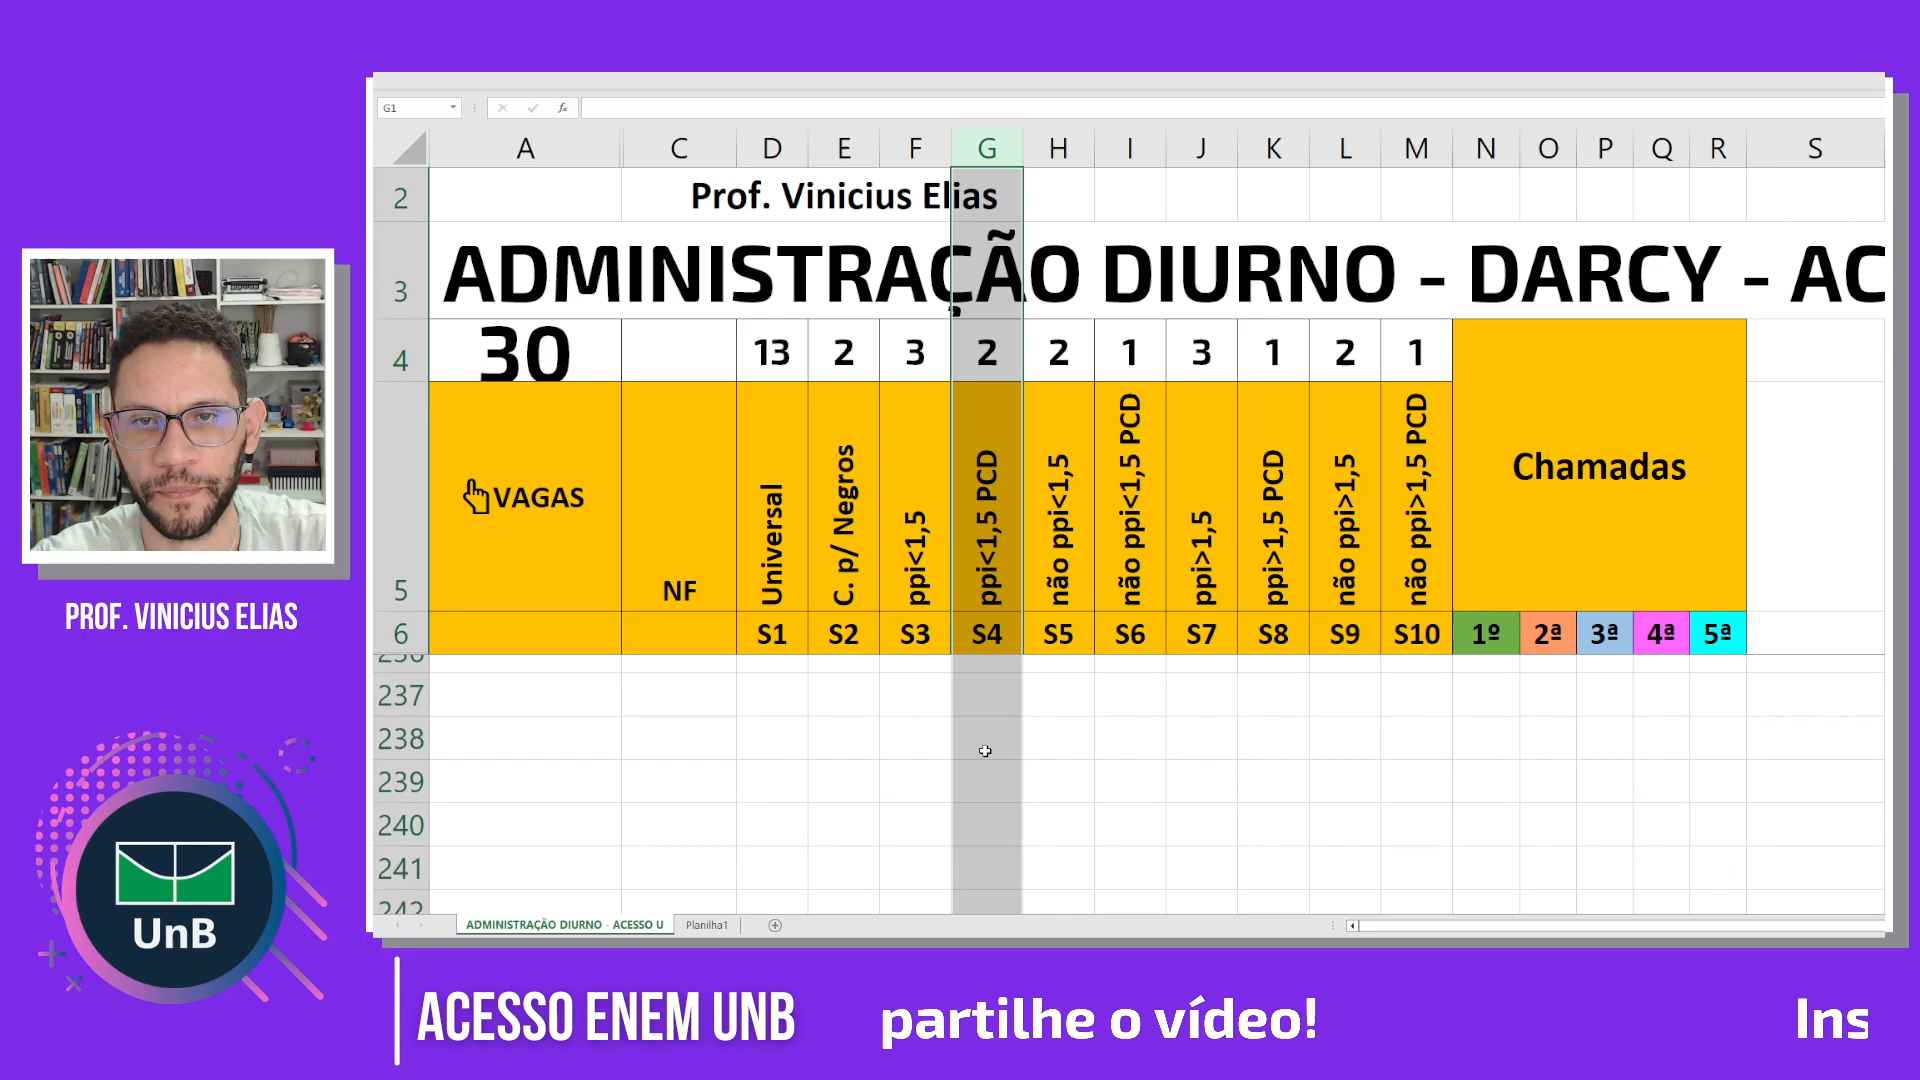 G1
fx
A C D E F G H I J K L M N O P Q R S
2 Prof. Vinicius Elias
3 ADMINISTRAÇÃO DIURNO - DARCY - AC
4 30 13 2 3 2 2 1 3 1 2 1
5 VAGAS NF Universal C. p/ Negros ppi<1,5 ppi<1,5 PCD não ppi<1,5 não ppi<1,5 PCD ppi>1,5 ppi>1,5 PCD não ppi>1,5 não ppi>1,5 PCD Chamadas
6 S1 S2 S3 S4 S5 S6 S7 S8 S9 S10 1º 2ª 3ª 4ª 5ª
236
237
238
239
240
241
242
ADMINISTRAÇÃO DIURNO - ACESSO U Planilha1
PROF. VINICIUS ELIAS
UnB
ACESSO ENEM UNB
partilhe o vídeo!
Ins